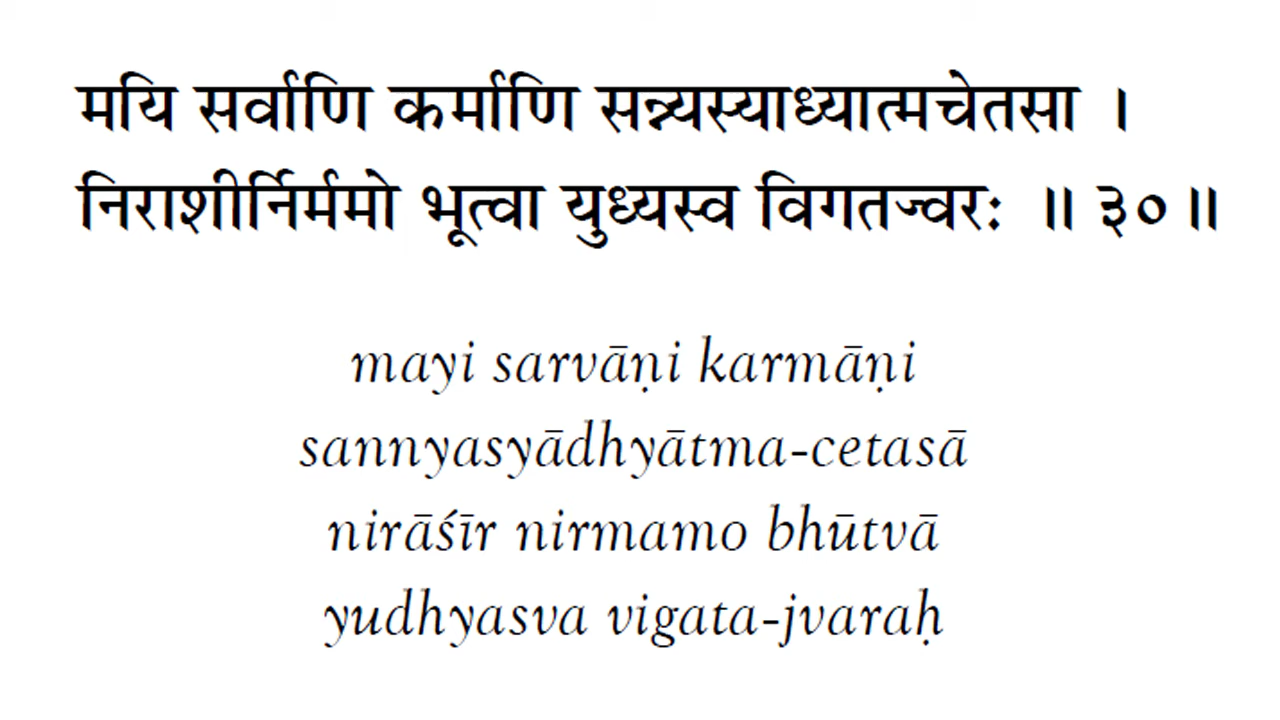 मयि सर्वाणि कर्माणि सन्न्यस्याध्यात्मचेतसा ।
निराशीर्निर्ममो भूत्वा युध्यस्व विगतज्वरः ॥ ३० ॥
mayi sarvāṇi karmāṇi
sannyasyādhyātma-cetasā
nirāśīr nirmamo bhūtvā
yudhyasva vigata-jvaraḥ